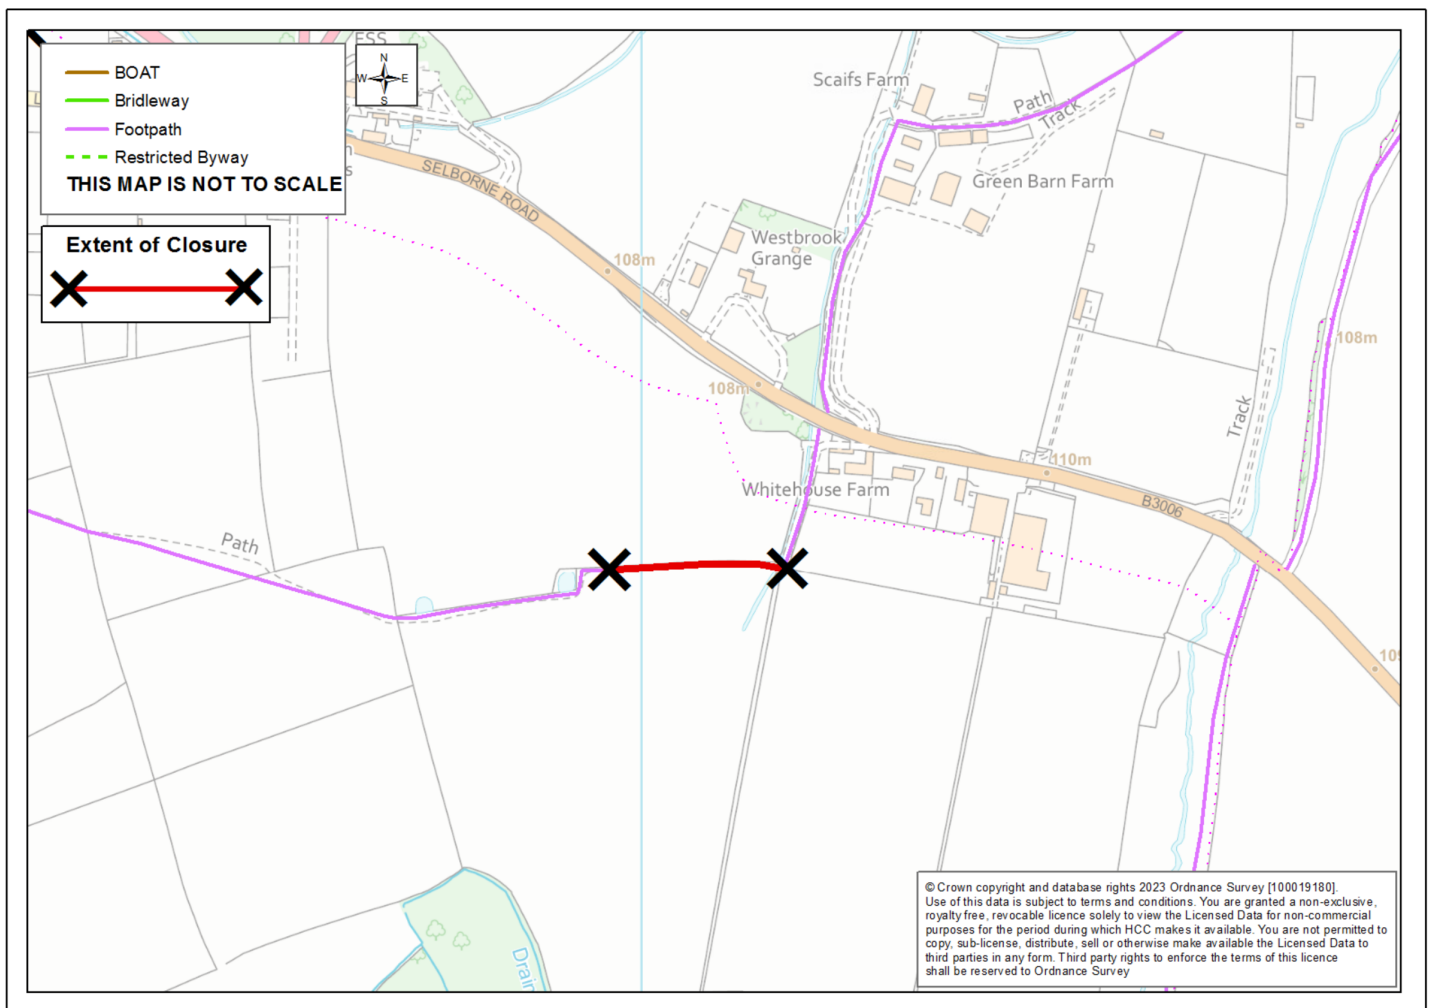 ESS
BOAT
Bridleway
Footpath
Restricted Byway
THIS MAP IS NOT TO SCALE
N
W E
S
Extent of Closure
SELBORNE ROAD
108m
Scaifs Farm
Path
Track
Green Barn Farm
Westbrook
Grange
108m
108m
Track
110m
B3006
Whitehouse Farm
Path
Drain
© Crown copyright and database rights 2023 Ordnance Survey [100019180].
Use of this data is subject to terms and conditions. You are granted a non-exclusive,
royalty free, revocable licence solely to view the Licensed Data for non-commercial
purposes for the period during which HCC makes it available. You are not permitted to
copy, sub-license, distribute, sell or otherwise make available the Licensed Data to
third parties in any form. Third party rights to enforce the terms of this licence
shall be reserved to Ordnance Survey